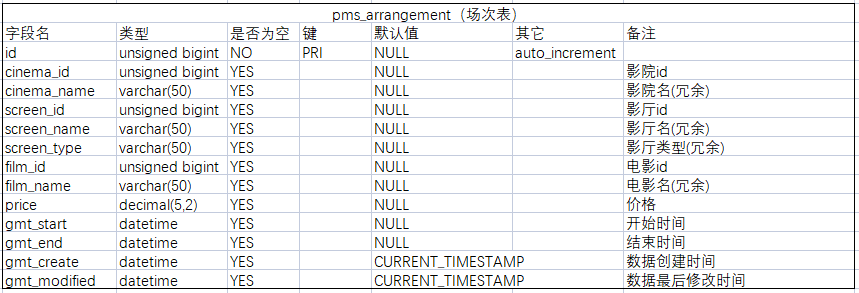 pms_arrangement（场次表）
字段名 类型 是否为空 键 默认值 其它 备注
id unsigned bigint NO PRI NULL auto_increment
cinema_id unsigned bigint YES NULL 影院id
cinema_name varchar(50) YES NULL 影院名(冗余)
screen_id unsigned bigint YES NULL 影厅id
screen_name varchar(50) YES NULL 影厅名(冗余)
screen_type varchar(50) YES NULL 影厅类型(冗余)
film_id unsigned bigint YES NULL 电影id
film_name varchar(50) YES NULL 电影名(冗余)
price decimal(5,2) YES NULL 价格
gmt_start datetime YES NULL 开始时间
gmt_end datetime YES NULL 结束时间
gmt_create datetime YES CURRENT_TIMESTAMP 数据创建时间
gmt_modified datetime YES CURRENT_TIMESTAMP 数据最后修改时间